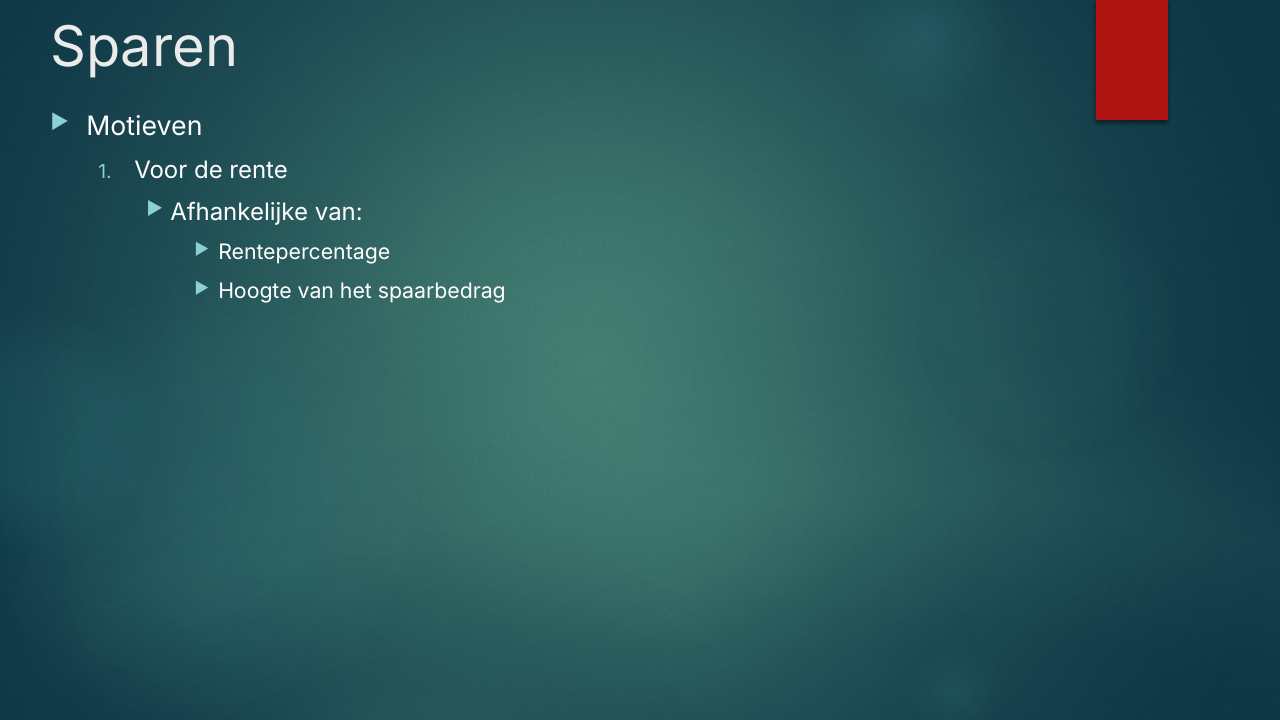 Sparen
Motieven
1. Voor de rente
Afhankelijke van:
Rentepercentage
Hoogte van het spaarbedrag